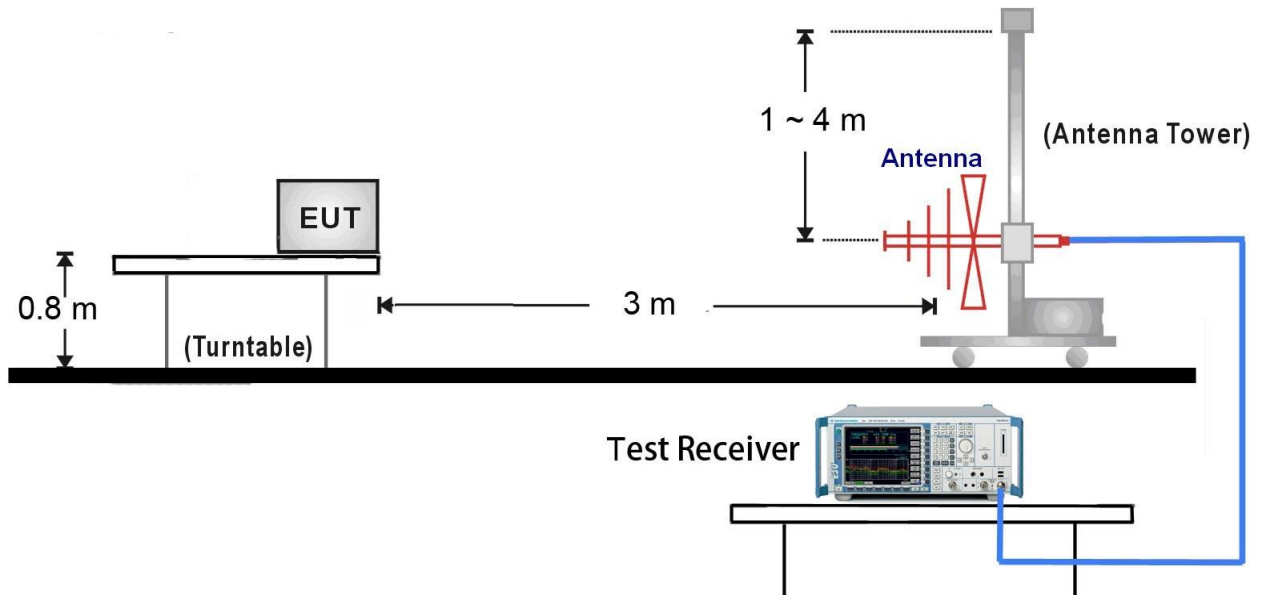 1 ~ 4 m
(Antenna Tower)
Antenna
EUT
0.8 m
3 m
(Turntable)
Test Receiver